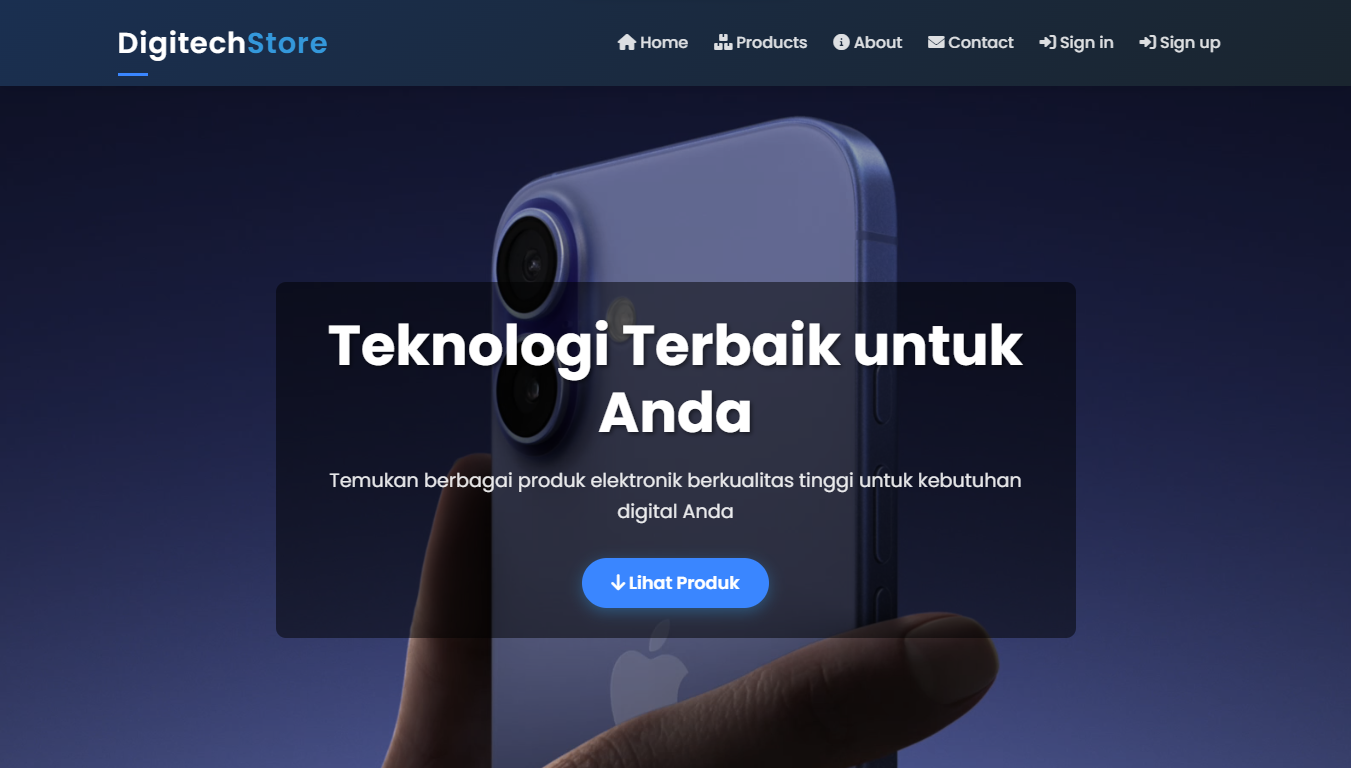 DigitechStore
Home Products About Contact Sign in Sign up
Teknologi Terbaik untuk
Anda
Temukan berbagai produk elektronik berkualitas tinggi untuk kebutuhan
digital Anda
Lihat Produk